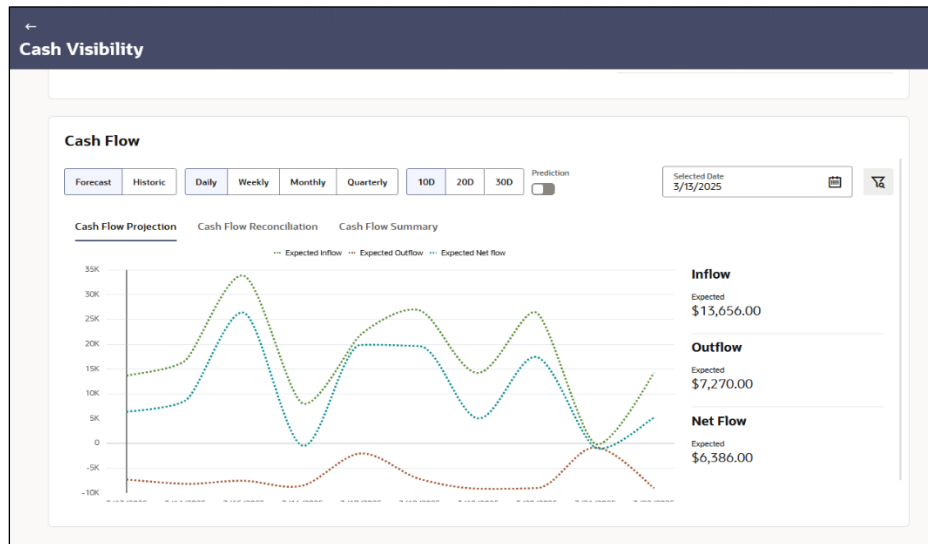 ←
Cash Visibility
Cash Flow
Forecast Historic Daily Weekly Monthly Quarterly 10D 20D 30D Prediction
Selected Date
3/13/2025
Cash Flow Projection Cash Flow Reconciliation Cash Flow Summary
Expected Inflow Expected Outflow Expected Net flow
35K
30K
25K
20K
15K
10K
5K
0
-5K
-10K
Inflow
Expected
$13,656.00
Outflow
Expected
$7,270.00
Net Flow
Expected
$6,386.00